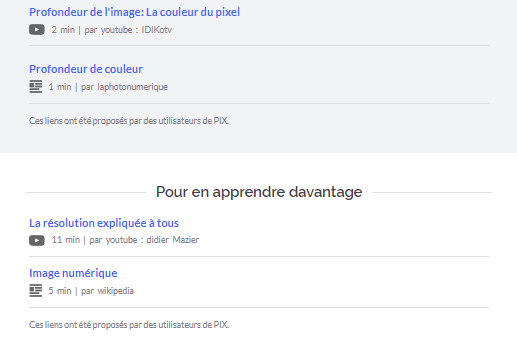 Profondeur de l'image: La couleur du pixel
2 min | par youtube : IDIKotv
Profondeur de couleur
1 min | par laphotonumerique
Ces liens ont été proposés par des utilisateurs de PIX.
Pour en apprendre davantage
La résolution expliquée à tous
11 min | par youtube : didier Mazier
Image numérique
5 min | par wikipedia
Ces liens ont été proposés par des utilisateurs de PIX.